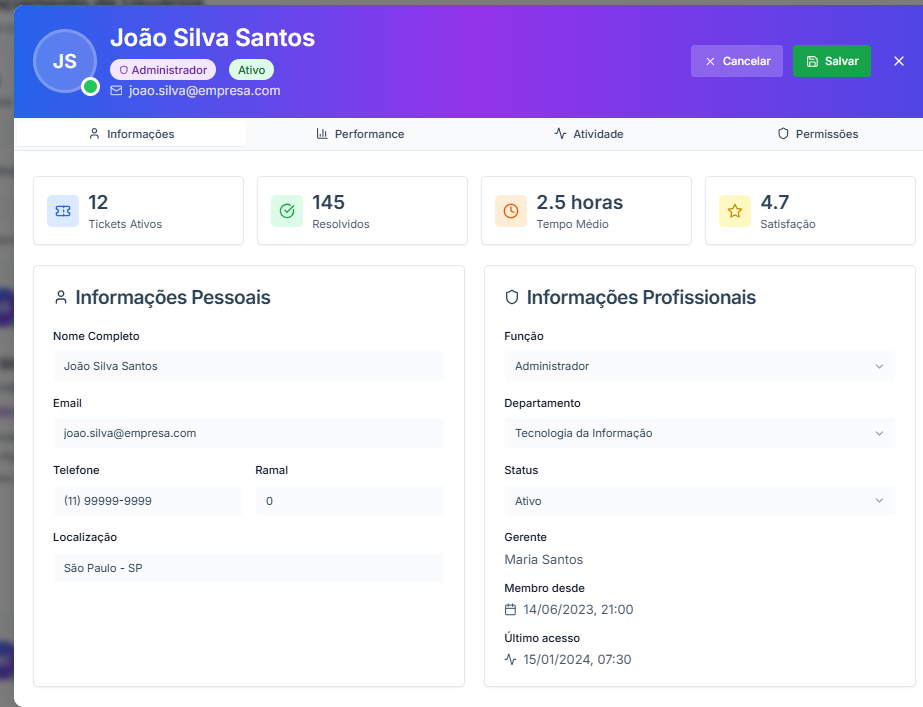 João Silva Santos
JS
Administrador Ativo
joao.silva@empresa.com
Cancelar Salvar
Informações Performance Atividade Permissões
12
Tickets Ativos
145
Resolvidos
2.5 horas
Tempo Médio
4.7
Satisfação
Informações Pessoais
Nome Completo
João Silva Santos
Email
joao.silva@empresa.com
Telefone Ramal
(11) 99999-9999 0
Localização
São Paulo - SP
Informações Profissionais
Função
Administrador
Departamento
Tecnologia da Informação
Status
Ativo
Gerente
Maria Santos
Membro desde
14/06/2023, 21:00
Último acesso
15/01/2024, 07:30